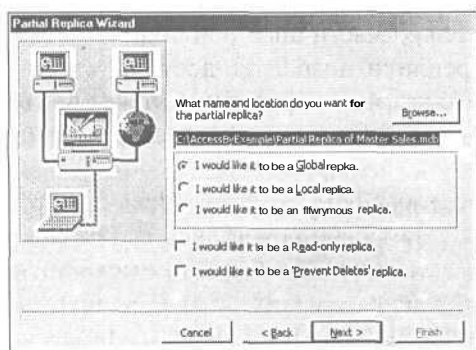 Partial Replica Wizard
What name and location do you want for
the partial replica?
Browse...
C:\AccessByExample\Partial Replica of Master Sales.mdb
I would like it to be a Global repka.
I would like it to be a Local replica.
I would like it to be an flfwrymous replica.
I would like it is be a Read-only replica.
I would like it to be a 'Prevent Deletes' replica.
Cancel
< Back
Next >
Finish